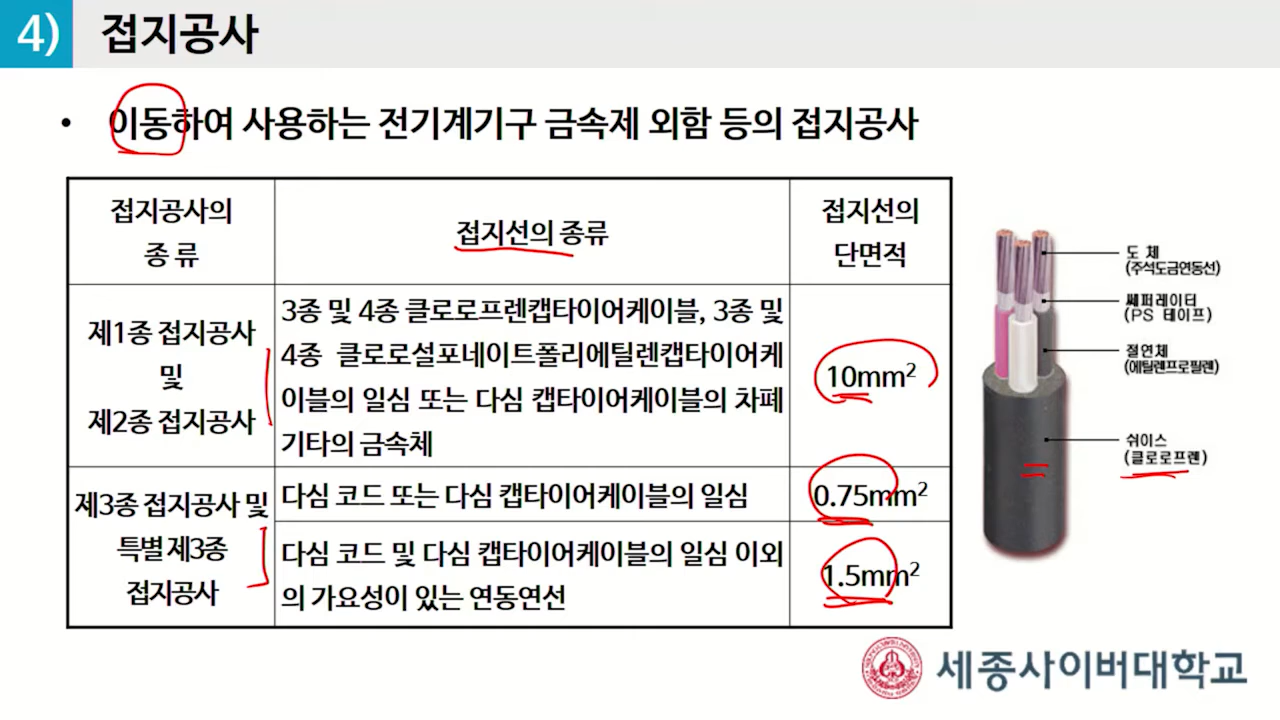 4) 접지공사
• 이동하여 사용하는 전기계기구 금속제 외함 등의 접지공사
접지공사의
종 류
접지선의 종류
접지선의
단면적
제1종 접지공사
및
제2종 접지공사
3종 및 4종 클로로프렌캡타이어케이블, 3종 및
4종 클로로설포네이트폴리에틸렌캡타이어케
이블의 일심 또는 다심 캡타이어케이블의 차폐
기타의 금속체
10mm²
제3종 접지공사 및
특별 제3종
접지공사
다심 코드 또는 다심 캡타이어케이블의 일심
0.75mm²
다심 코드 및 다심 캡타이어케이블의 일심 이외
의 가요성이 있는 연동연선
1.5mm²
도 체
(주석도금연동선)
쎄퍼레이터
(PS 테이프)
절연체
(에틸렌프로필렌)
쉬이스
(클로로프렌)
세종사이버대학교